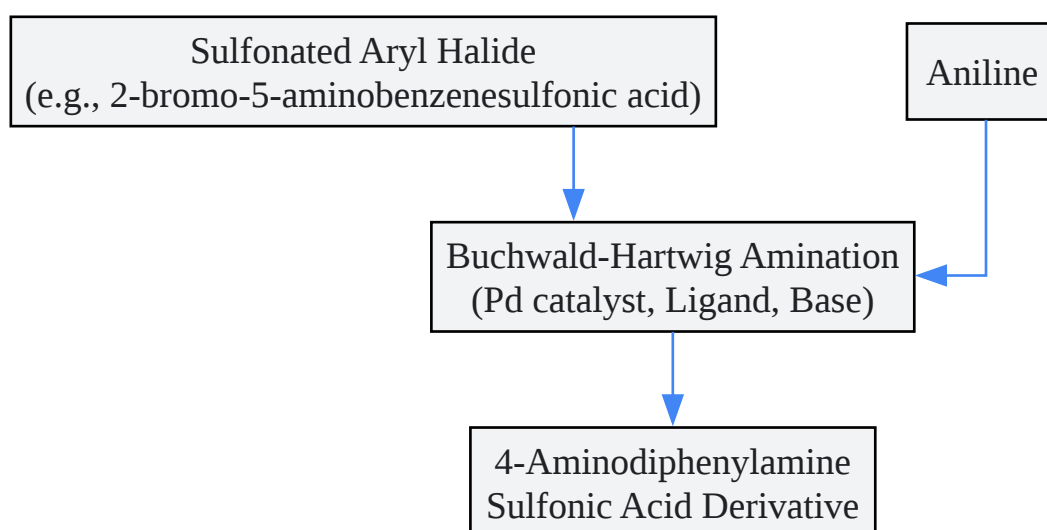 Sulfonated Aryl Halide
(e.g., 2-bromo-5-aminobenzenesulfonic acid)
Aniline
Buchwald-Hartwig Amination
(Pd catalyst, Ligand, Base)
4-Aminodiphenylamine
Sulfonic Acid Derivative